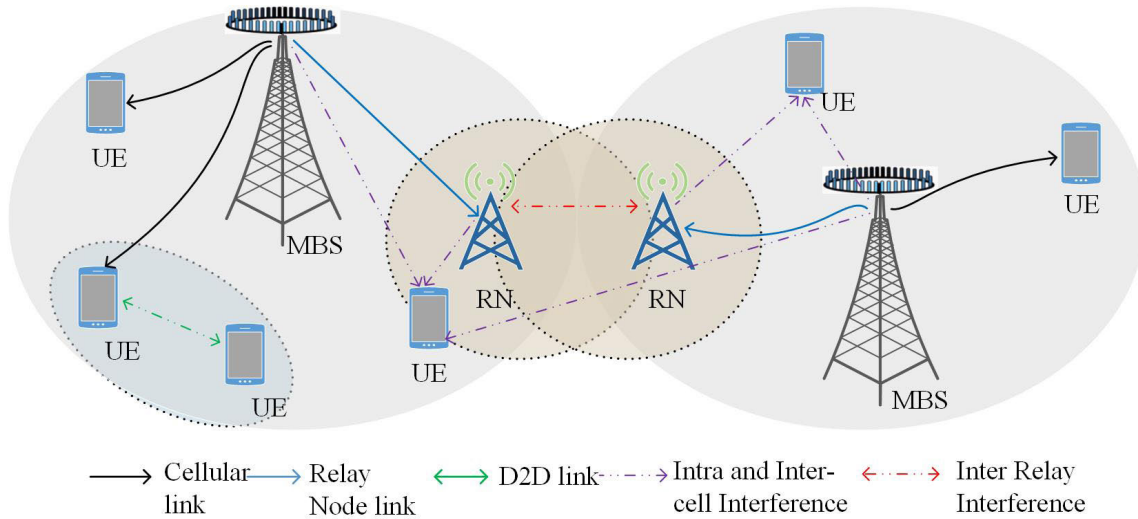 UE
UE
UE
MBS
RN
RN
UE
UE
UE
UE
MBS
Cellular
link
Relay
Node link
D2D link
Intra and Inter-
cell Interference
Inter Relay
Interference